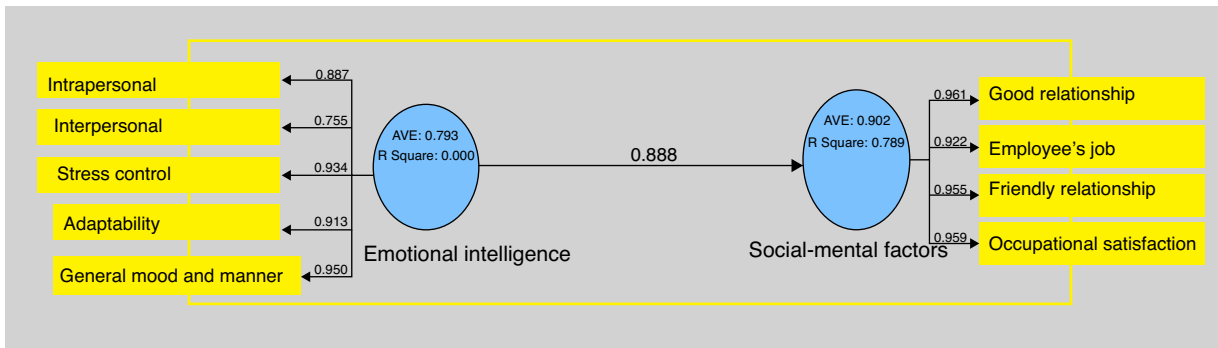 Intrapersonal
Interpersonal
Stress control
Adaptability
General mood and manner
0.887
0.755
0.934
0.913
0.950
AVE: 0.793
R Square: 0.000
Emotional intelligence
0.888
AVE: 0.902
R Square: 0.789
Social-mental factors
0.961
0.922
0.955
0.959
Good relationship
Employee's job
Friendly relationship
Occupational satisfaction